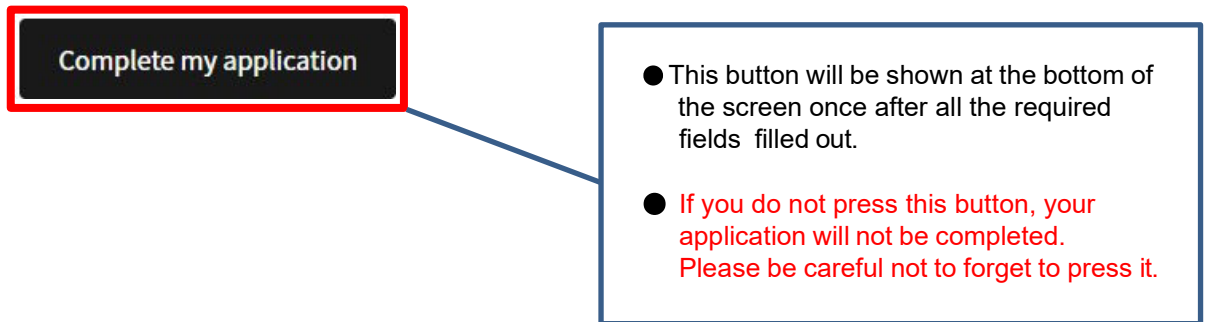 Complete my application
● This button will be shown at the bottom of
the screen once after all the required
fields filled out.
● If you do not press this button, your
application will not be completed.
Please be careful not to forget to press it.